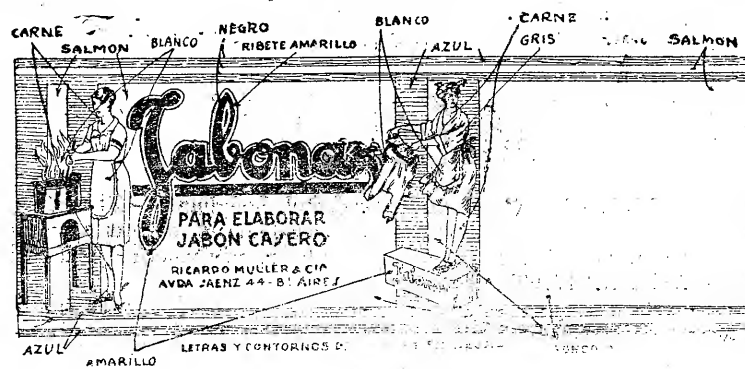 CARNE
SALMON
BLANCO
NEGRO
RIBETE AMARILLO
BLANCO
AZUL
CARNE
GRIS
SALMON
Jabonaz
PARA ELABORAR
JABÓN CASERO
RICARDO MULLER & CIA
AVDA SAENZ 44-Bs AIRES
AZUL
AMARILLO
LETRAS Y CONTORNOS